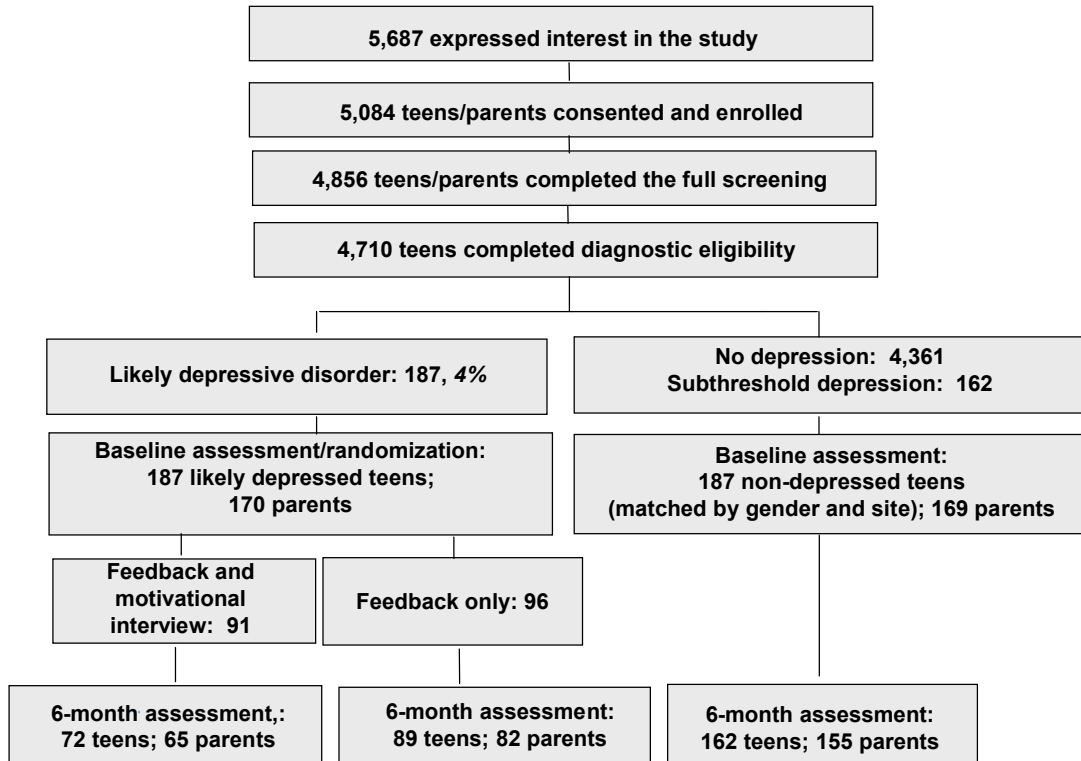 5,687 expressed interest in the study
5,084 teens/parents consented and enrolled
4,856 teens/parents completed the full screening
4,710 teens completed diagnostic eligibility
Likely depressive disorder: 187, 4%
No depression: 4,361
Subthreshold depression: 162
Baseline assessment/randomization:
187 likely depressed teens;
170 parents
Baseline assessment:
187 non-depressed teens
(matched by gender and site); 169 parents
Feedback and
motivational
interview: 91
Feedback only: 96
6-month assessment,:
72 teens; 65 parents
6-month assessment:
89 teens; 82 parents
6-month assessment:
162 teens; 155 parents